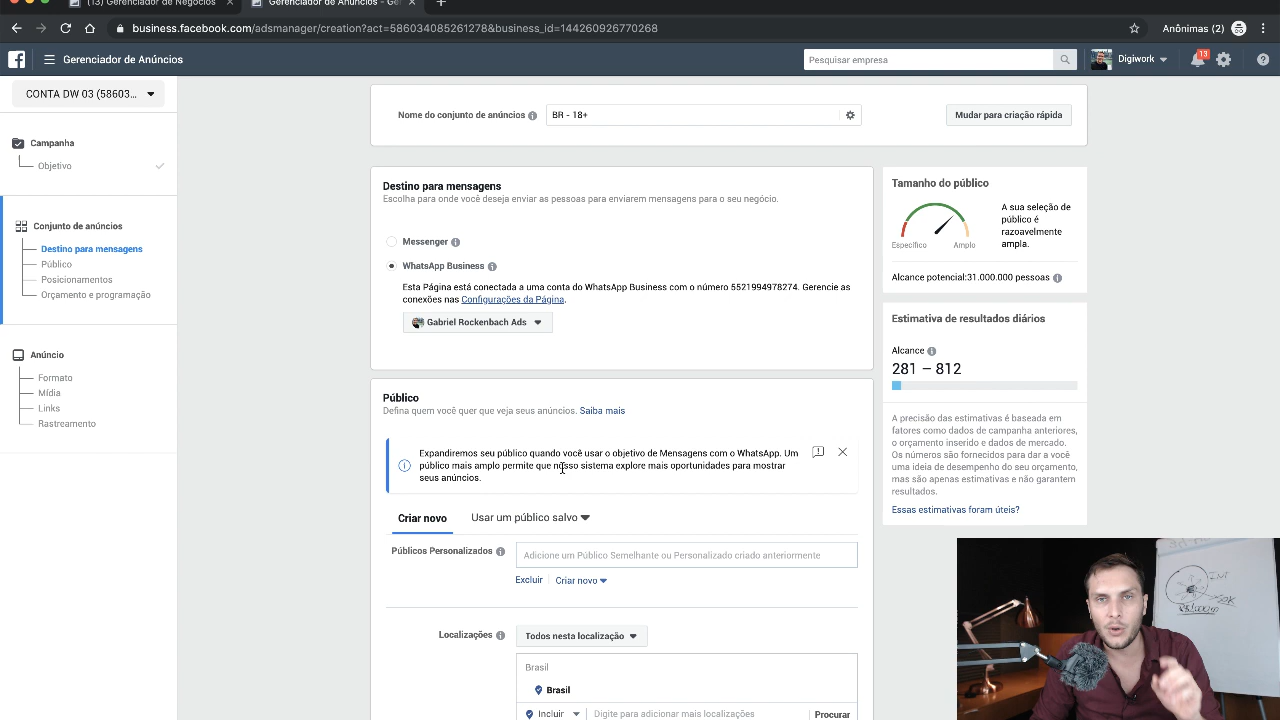 (13) Gerenciador de Negócios
Gerenciador de Anúncios - Ger
business.facebook.com/adsmanager/creation?act=586034085261278&business_id=144260926770268
Anônimas (2)
Gerenciador de Anúncios
Pesquisar empresa
Digiwork
13
CONTA DW 03 (58603...
Campanha
Objetivo
Conjunto de anúncios
Destino para mensagens
Público
Posicionamentos
Orçamento e programação
Anúncio
Formato
Mídia
Links
Rastreamento
Nome do conjunto de anúncios
BR - 18+
Mudar para criação rápida
Destino para mensagens
Escolha para onde você deseja enviar as pessoas para enviarem mensagens para o seu negócio.
Messenger
WhatsApp Business
Esta Página está conectada a uma conta do WhatsApp Business com o número 5521994978274. Gerencie as
conexões nas Configurações da Página.
Gabriel Rockenbach Ads
Público
Defina quem você quer que veja seus anúncios. Saiba mais
Expandiremos seu público quando você usar o objetivo de Mensagens com o WhatsApp. Um
público mais amplo permite que nosso sistema explore mais oportunidades para mostrar
seus anúncios.
Criar novo
Usar um público salvo
Públicos Personalizados
Adicione um Público Semelhante ou Personalizado criado anteriormente
Excluir
Criar novo
Localizações
Todos nesta localização
Brasil
Brasil
Incluir
Digite para adicionar mais localizações
Procurar
Tamanho do público
A sua seleção de
público é
razoavelmente
ampla.
Específico
Amplo
Alcance potencial:31.000.000 pessoas
Estimativa de resultados diários
Alcance
281 – 812
A precisão das estimativas é baseada em
fatores como dados de campanha anteriores,
o orçamento inserido e dados de mercado.
Os números são fornecidos para dar a você
uma ideia de desempenho do seu orçamento,
mas são apenas estimativas e não garantem
resultados.
Essas estimativas foram úteis?